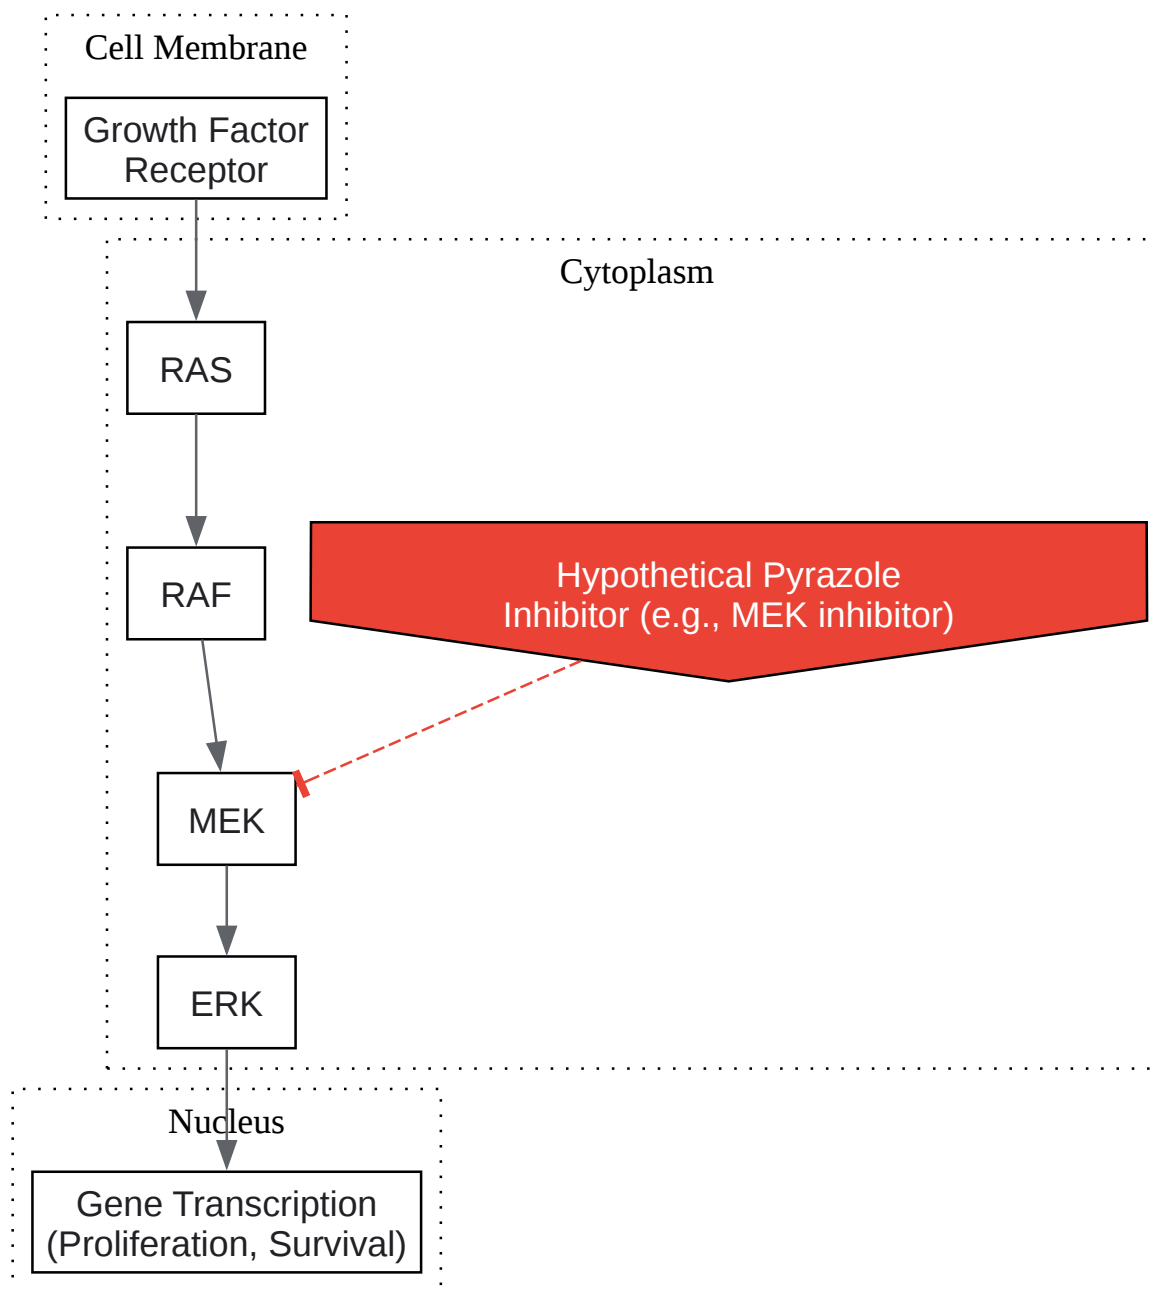 Cell Membrane
Growth Factor
Receptor
Cytoplasm
RAS
RAF
Hypothetical Pyrazole
Inhibitor (e.g., MEK inhibitor)
MEK
ERK
Nucleus
Gene Transcription
(Proliferation, Survival)